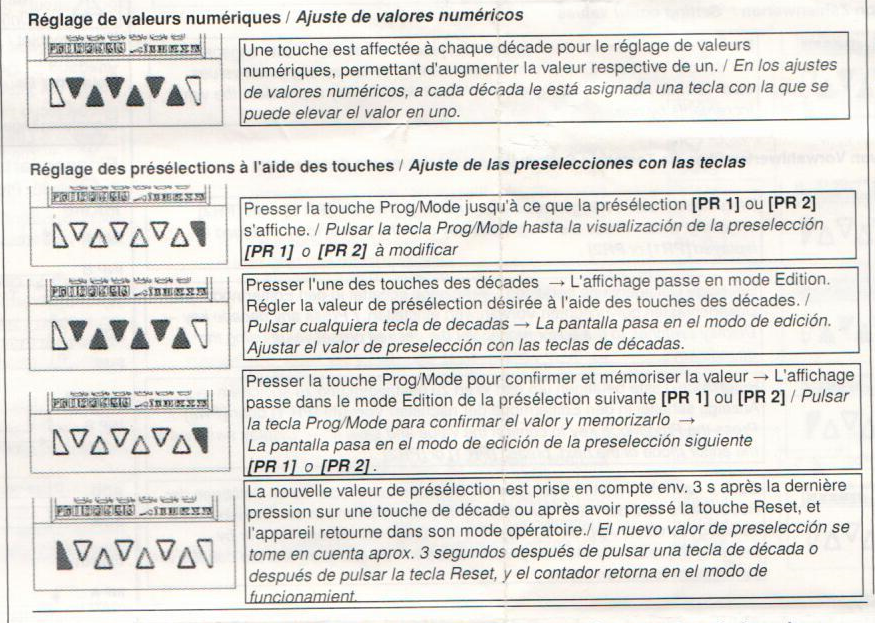 Réglage de valeurs numériques / Ajuste de valores numéricos
Une touche est affectée à chaque décade pour le réglage de valeurs
numériques, permettant d'augmenter la valeur respective de un. / En los ajustes
de valores numéricos, a cada década le está asignada una tecla con la que se
puede elevar el valor en uno.
Réglage des présélections à l'aide des touches / Ajuste de las preselecciones con las teclas
Presser la touche Prog/Mode jusqu'à ce que la présélection [PR 1] ou [PR 2]
s'affiche. / Pulsar la tecla Prog/Mode hasta la visualización de la preselección
[PR 1] o [PR 2] à modificar
Presser l'une des touches des décades → L'affichage passe en mode Edition.
Régler la valeur de présélection désirée à l'aide des touches des décades. /
Pulsar cualquiera tecla de decadas → La pantalla pasa en el modo de edición.
Ajustar el valor de preselección con las teclas de décadas.
Presser la touche Prog/Mode pour confirmer et mémoriser la valeur → L'affichage
passe dans le mode Edition de la présélection suivante [PR 1] ou [PR 2] / Pulsar
la tecla Prog/Mode para confirmar el valor y memorizarlo →
La pantalla pasa en el modo de edición de la preselección siguiente
[PR 1] o [PR 2] .
La nouvelle valeur de présélection est prise en compte env. 3 s après la dernière
pression sur une touche de décade ou après avoir pressé la touche Reset, et
l'appareil retourne dans son mode opératoire./ El nuevo valor de preselección se
tome en cuenta aprox. 3 segundos después de pulsar una tecla de década o
después de pulsar la tecla Reset, y el contador retorna en el modo de
funcionamient.